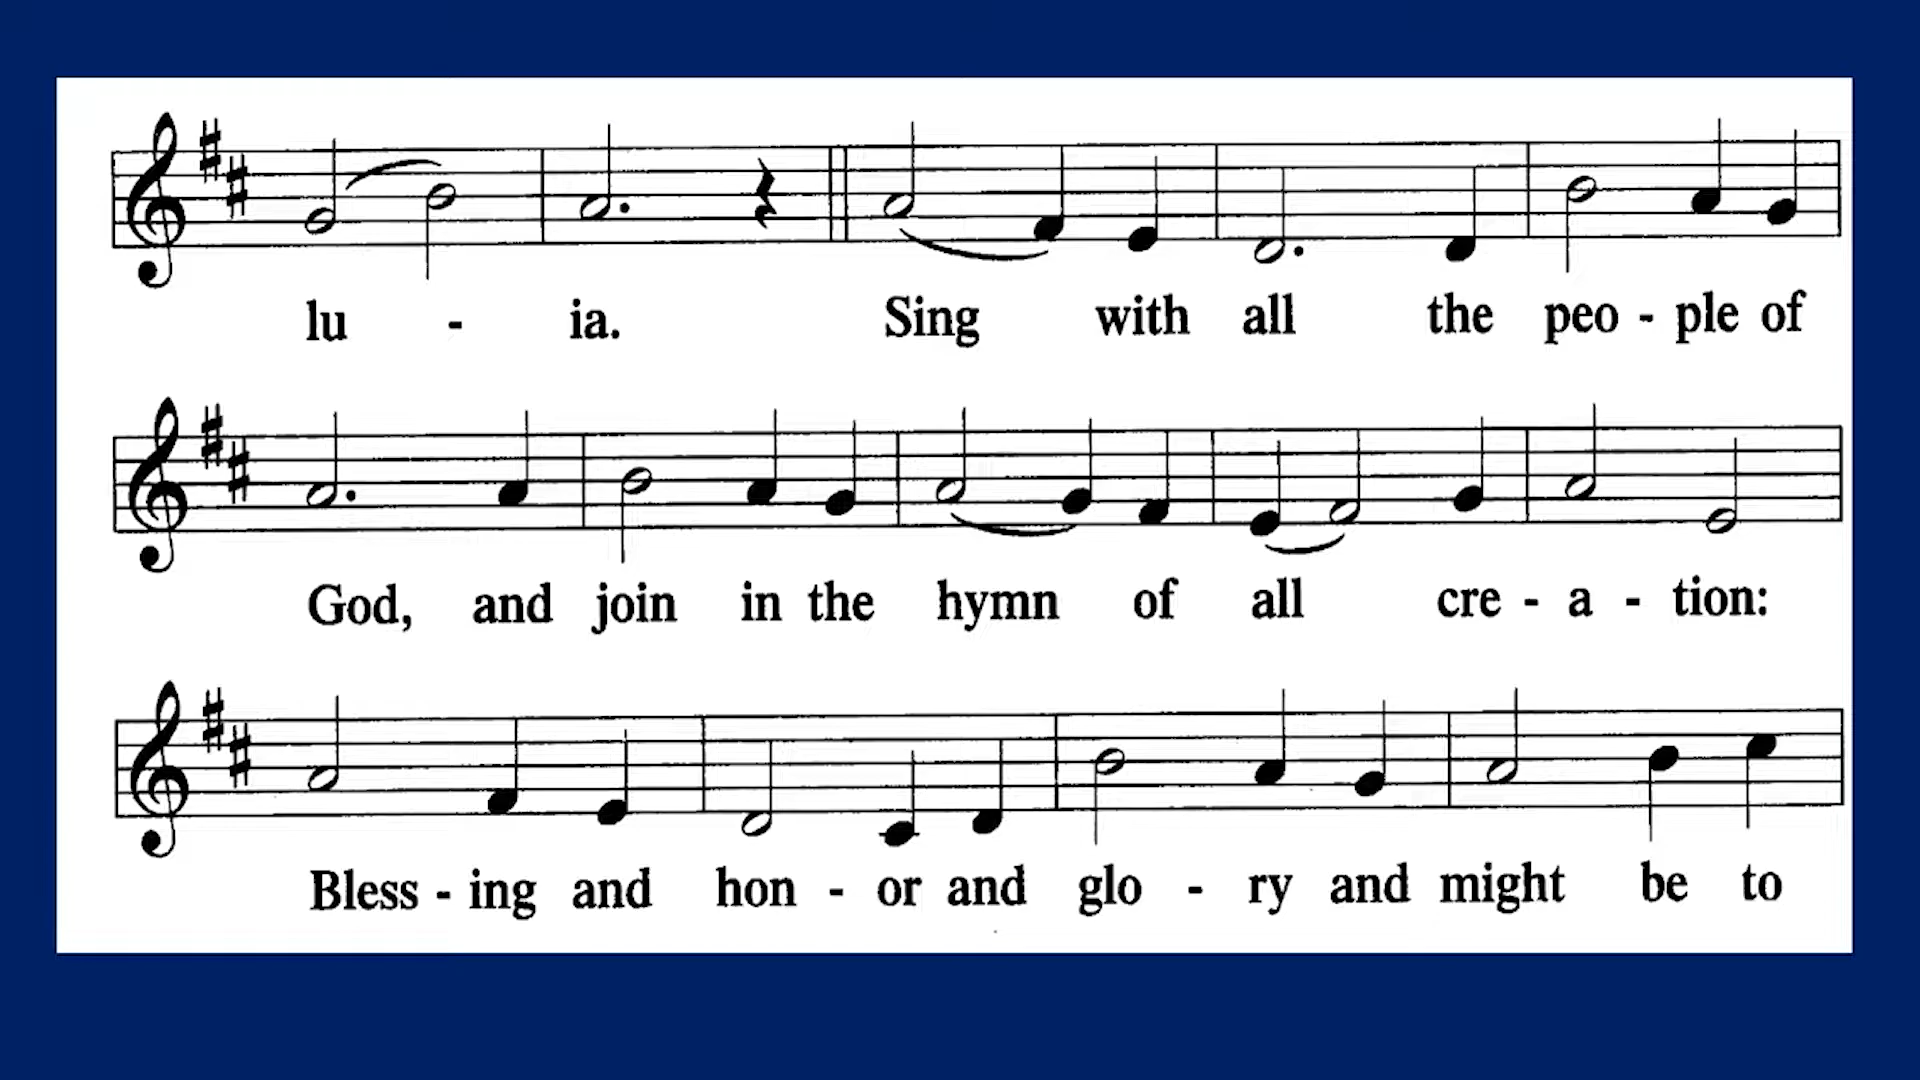 lu - ia. Sing with all the peo - ple of
God, and join in the hymn of all cre - a - tion:
Bless - ing and hon - or and glo - ry and might be to